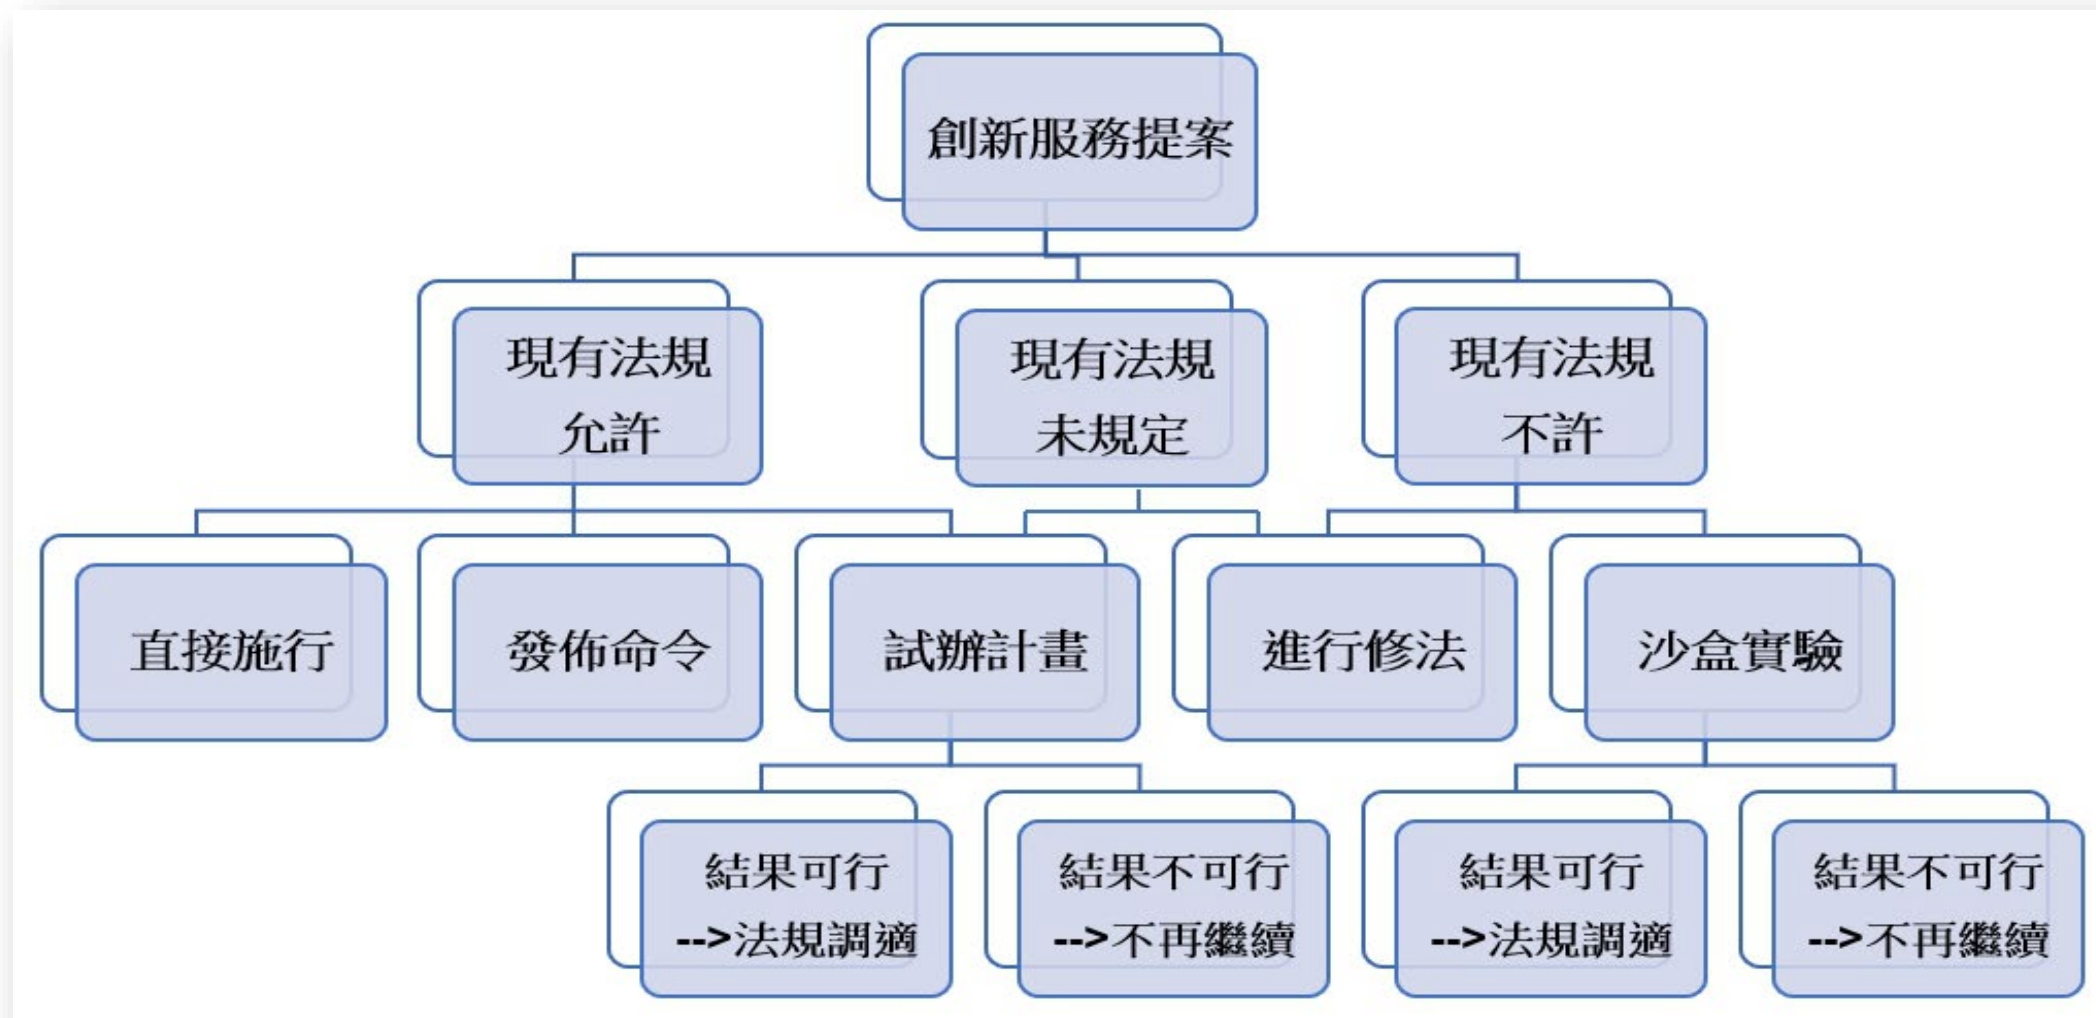 創新服務提案
現有法規
允許
現有法規
未規定
現有法規
不許
直接施行
發佈命令
試辦計畫
進行修法
沙盒實驗
結果可行
-->法規調適
結果不可行
-->不再繼續
結果可行
-->法規調適
結果不可行
-->不再繼續